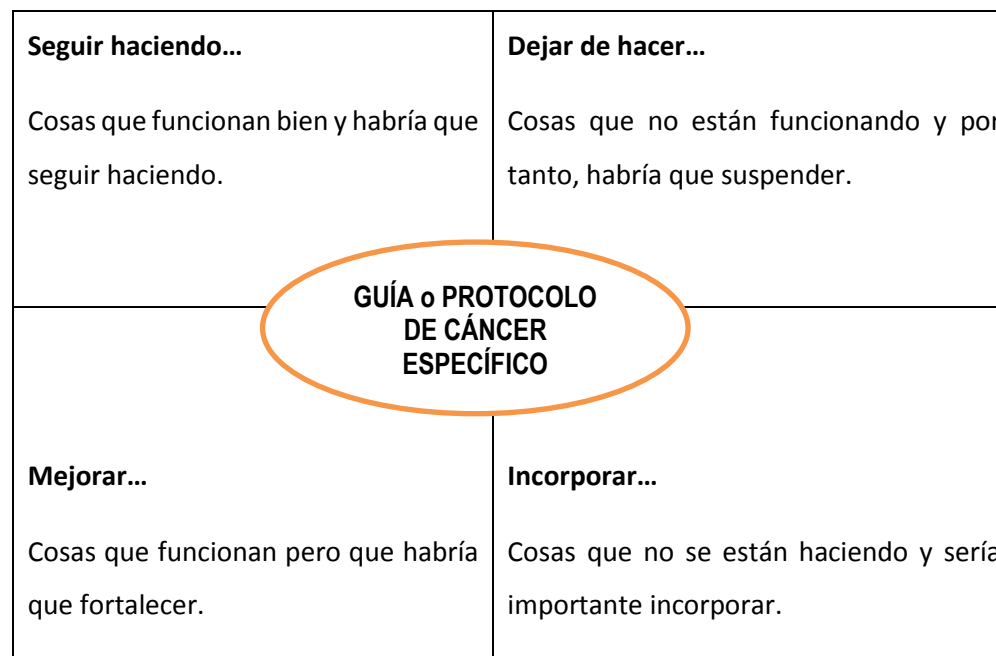 Seguir haciendo…
Cosas que funcionan bien y habría que
seguir haciendo.
Dejar de hacer…
Cosas que no están funcionando y por
tanto, habría que suspender.
GUÍA o PROTOCOLO
DE CÁNCER
ESPECÍFICO
Mejorar…
Cosas que funcionan pero que habría
que fortalecer.
Incorporar…
Cosas que no se están haciendo y sería
importante incorporar.